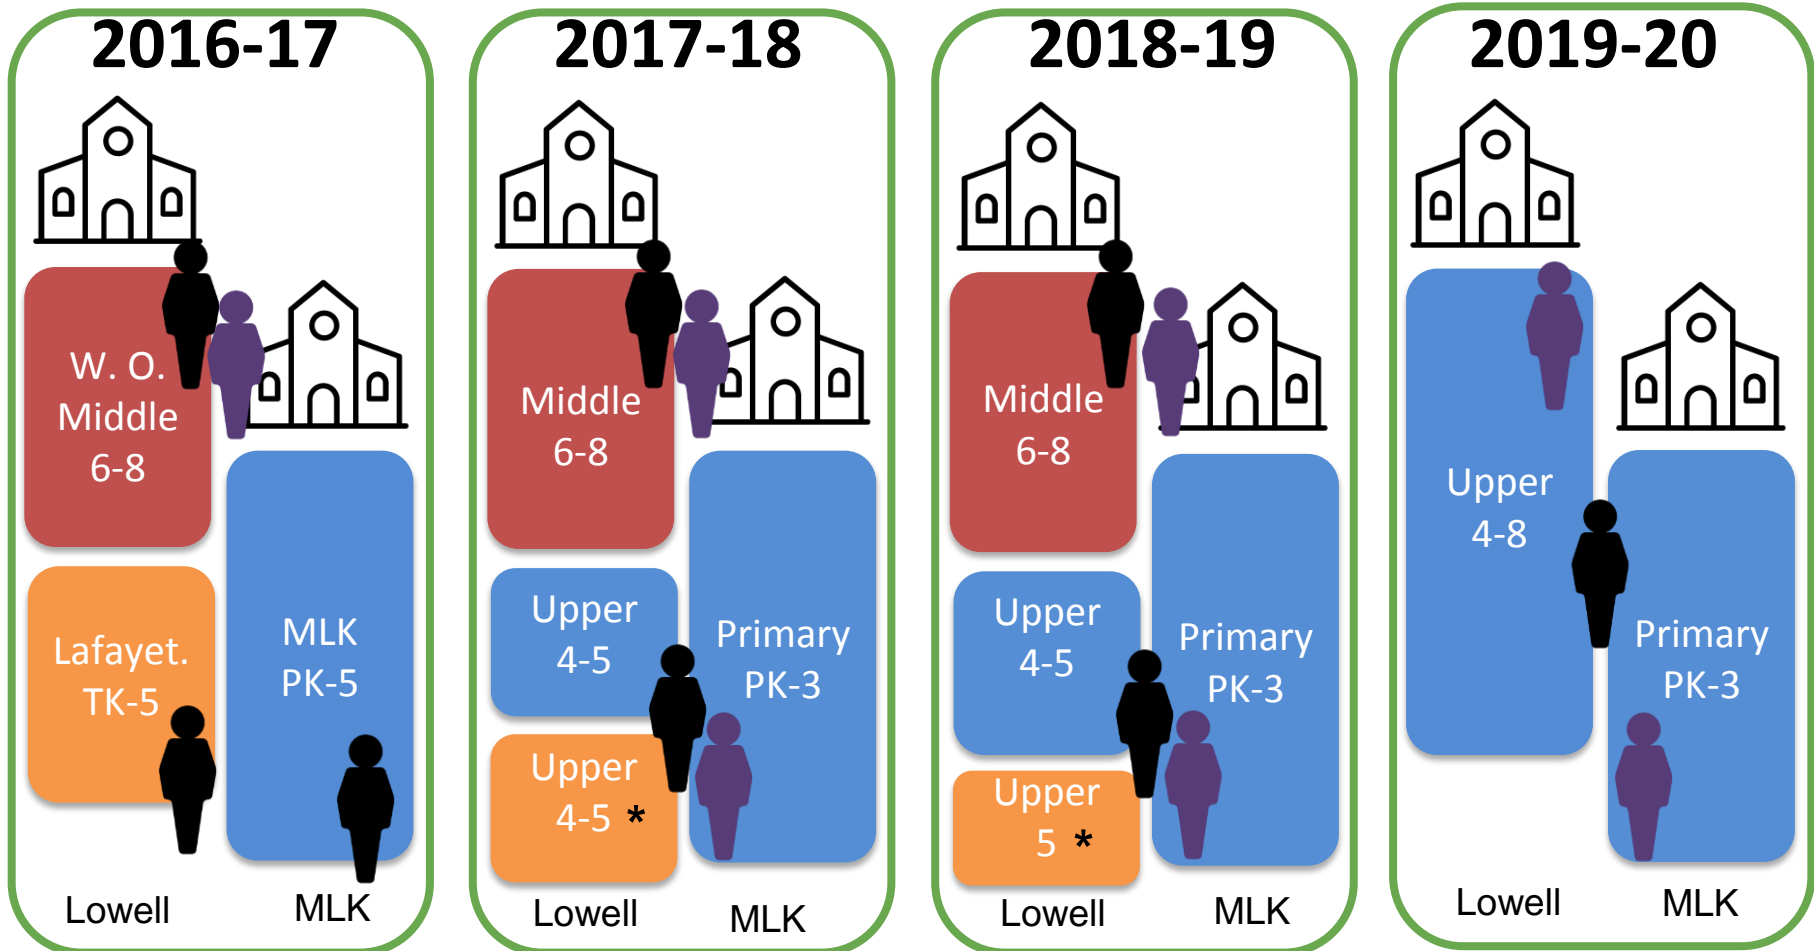 2016-17
W. O.
Middle
6-8
Lafayet.
TK-5
MLK
PK-5
Lowell
MLK
2017-18
Middle
6-8
Upper
4-5
Upper
4-5 *
Primary
PK-3
Lowell
MLK
2018-19
Middle
6-8
Upper
4-5
Upper
5 *
Primary
PK-3
Lowell
MLK
2019-20
Upper
4-8
Primary
PK-3
Lowell
MLK